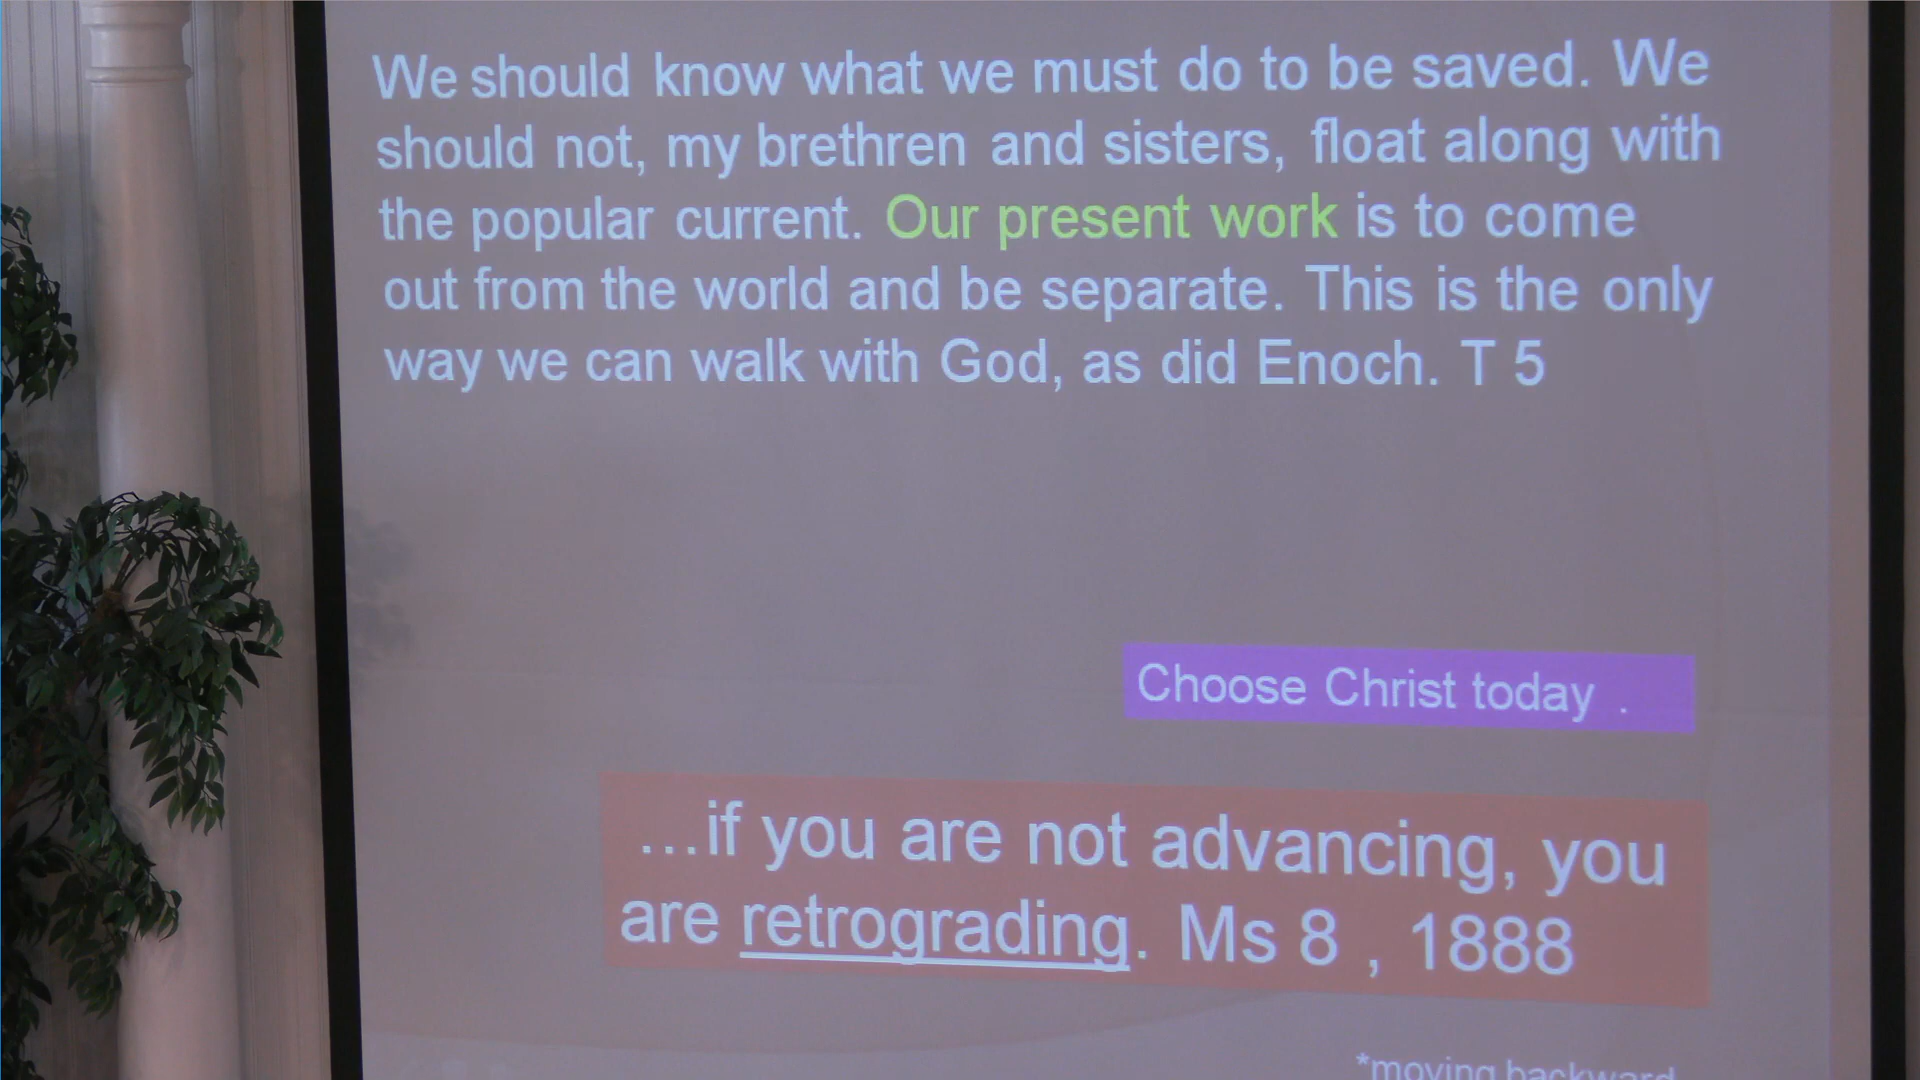 We should know what we must do to be saved. We
should not, my brethren and sisters, float along with
the popular current. Our present work is to come
out from the world and be separate. This is the only
way we can walk with God, as did Enoch. T 5
Choose Christ today .
...if you are not advancing, you
are retrograding. Ms 8 , 1888
*moving backward